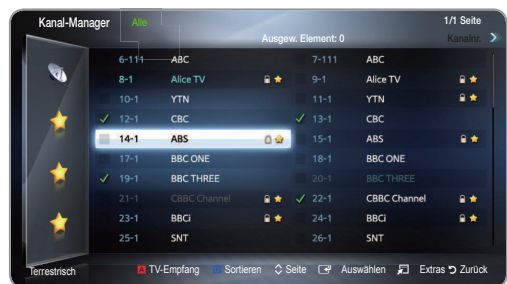 Kanal-Manager Alle 1/1 Seite
Ausgew. Element: 0 Kanalnr.
6-111 ABC 7-111 ABC
8-1 Alice TV 9-1 Alice TV
10-1 YTN 11-1 YTN
12-1 CBC 13-1 CBC
14-1 ABS 15-1 ABS
17-1 BBC ONE 18-1 BBC ONE
19-1 BBC THREE 20-1 BBC THREE
21-1 CBBC Channel 22-1 CBBC Channel
23-1 BBCi 24-1 BBCi
25-1 SNT 26-1 SNT
Terrestrisch A TV-Empfang Sortieren Seite Auswählen Extras Zurück